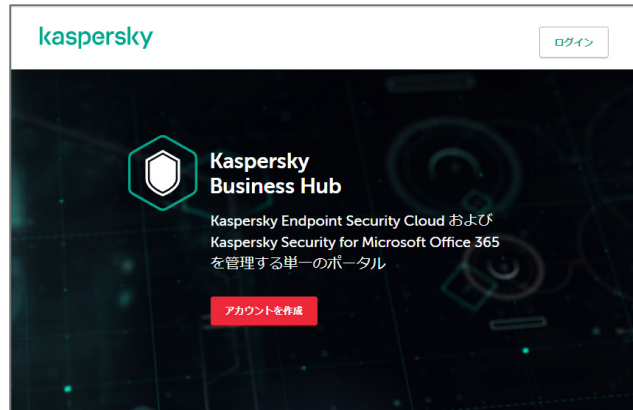 kaspersky
ログイン
Kaspersky
Business Hub
Kaspersky Endpoint Security Cloud および
Kaspersky Security for Microsoft Office 365
を管理する単一のポータル
アカウントを作成